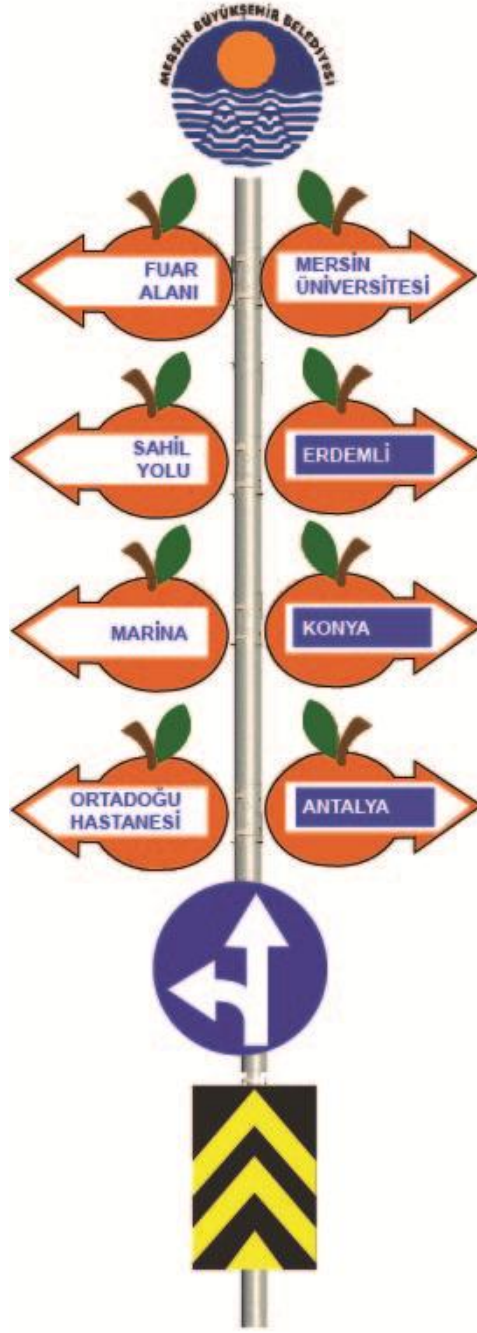 MERSİN BÜYÜKŞEHİR BELEDİYESİ
FUAR
ALANI
MERSİN
ÜNİVERSİTESİ
SAHİL
YOLU
ERDEMLİ
MARİNA
KONYA
ORTADOĞU
HASTANESİ
ANTALYA